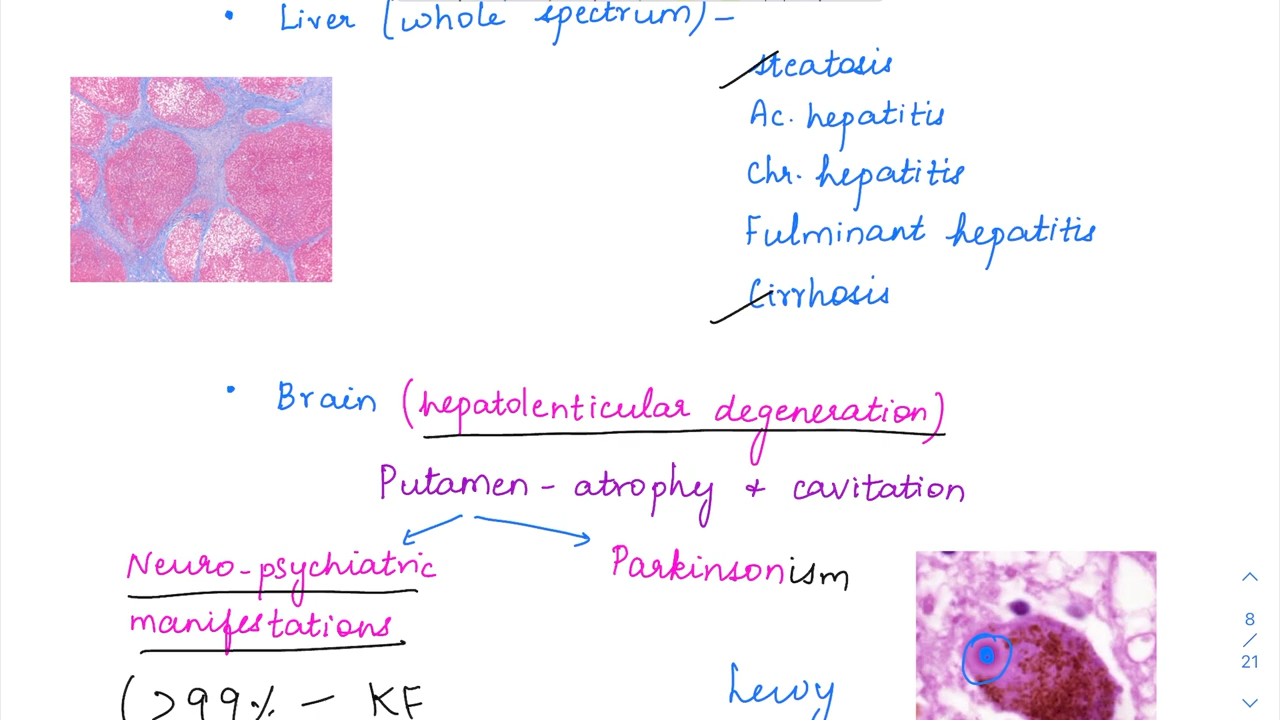 • Liver (whole spectrum) –
steatosis
Ac. hepatitis
Chr. hepatitis
Fulminant hepatitis
Cirrhosis
• Brain (hepatolenticular degeneration)
Putamen - atrophy + cavitation
Neuro-psychiatric
manifestations
Parkinsonism
(>99% – KF
Lewy
8
/
21